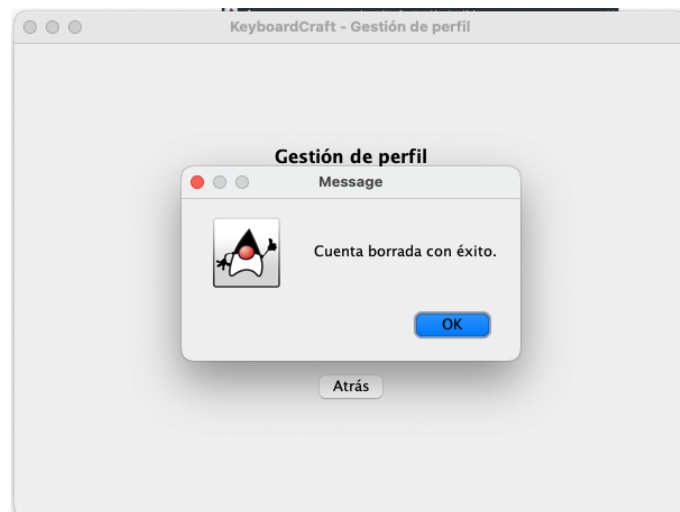 KeyboardCraft - Gestión de perfil
Gestión de perfil
Message
Cuenta borrada con éxito.
OK
Atrás